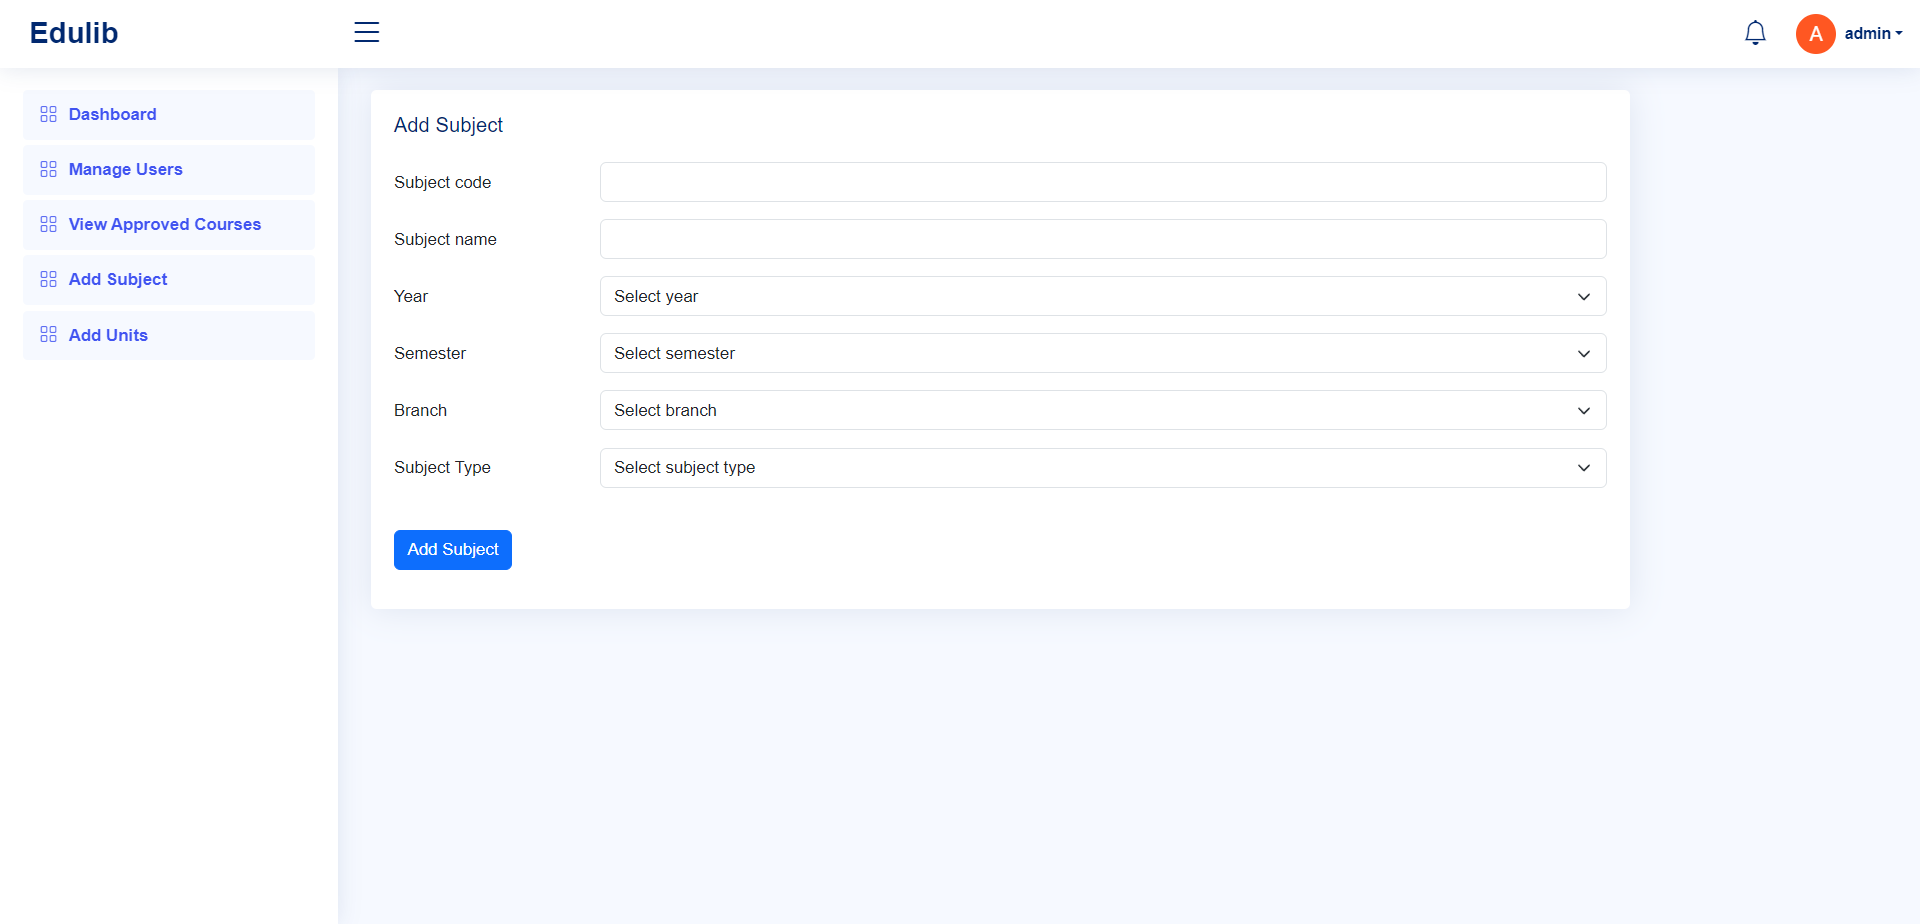 Edulib
A
admin
Dashboard
Manage Users
View Approved Courses
Add Subject
Add Units
Add Subject
Subject code
Subject name
Year
Select year
Semester
Select semester
Branch
Select branch
Subject Type
Select subject type
Add Subject